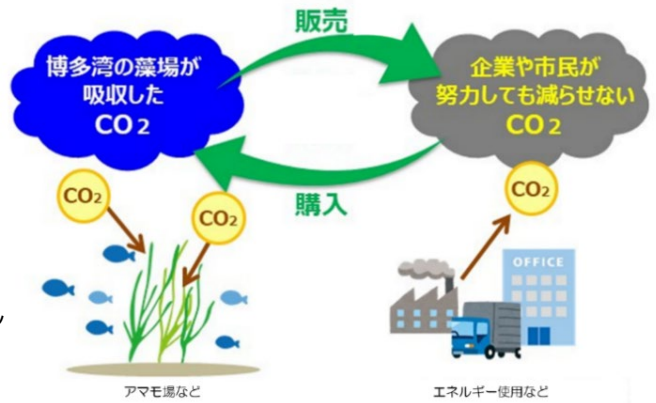 販売
博多湾の藻場が
吸収した
CO2
企業や市民が
努力しても減らせない
CO2
購入
CO2
CO2
CO2
OFFICE
アマモ場など
エネルギー使用など